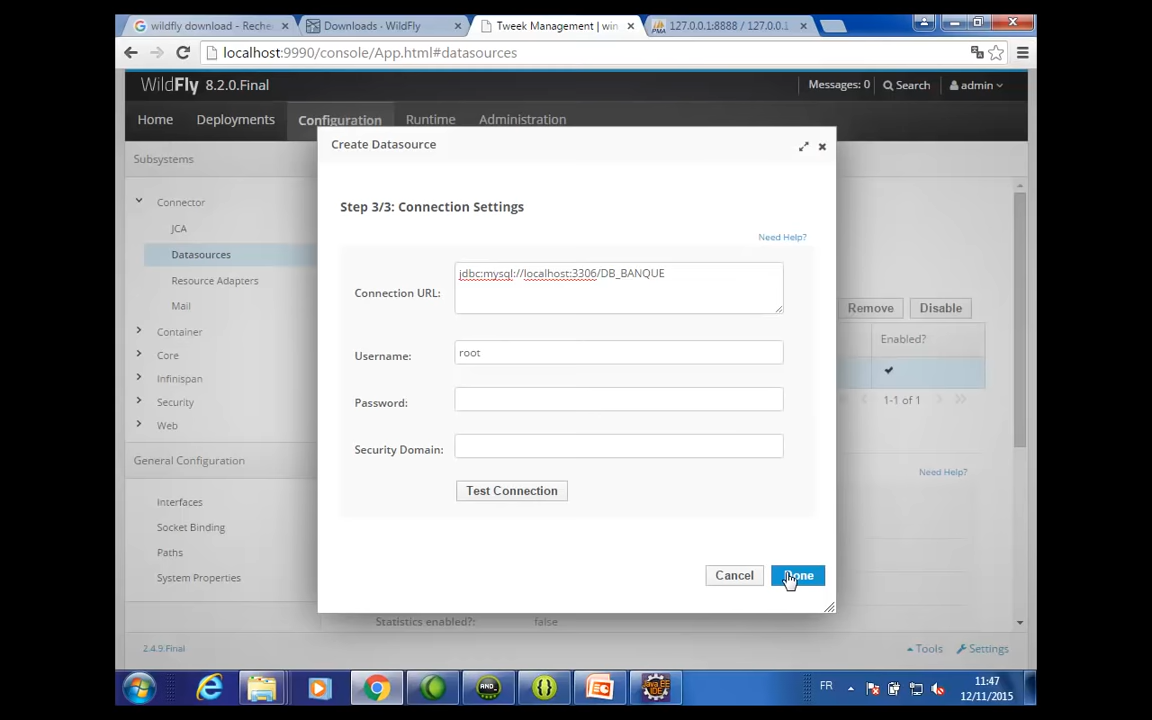 wildfly download - Reche
Downloads · WildFly
Tweek Management | win
127.0.0.1:8888 / 127.0.0.1
localhost:9990/console/App.html#datasources
WildFly 8.2.0.Final
Messages: 0
Search
admin
Home
Deployments
Configuration
Runtime
Administration
Subsystems
Connector
JCA
Datasources
Resource Adapters
Mail
Container
Core
Infinispan
Security
Web
General Configuration
Interfaces
Socket Binding
Paths
System Properties
Create Datasource
Step 3/3: Connection Settings
Need Help?
Connection URL:
jdbc:mysql://localhost:3306/DB_BANQUE
Username:
root
Password:
Security Domain:
Test Connection
Cancel
Done
Remove
Disable
Enabled?
1-1 of 1
Need Help?
Statistics enabled?:
false
2.4.9.Final
Tools
Settings
FR
11:47
12/11/2015